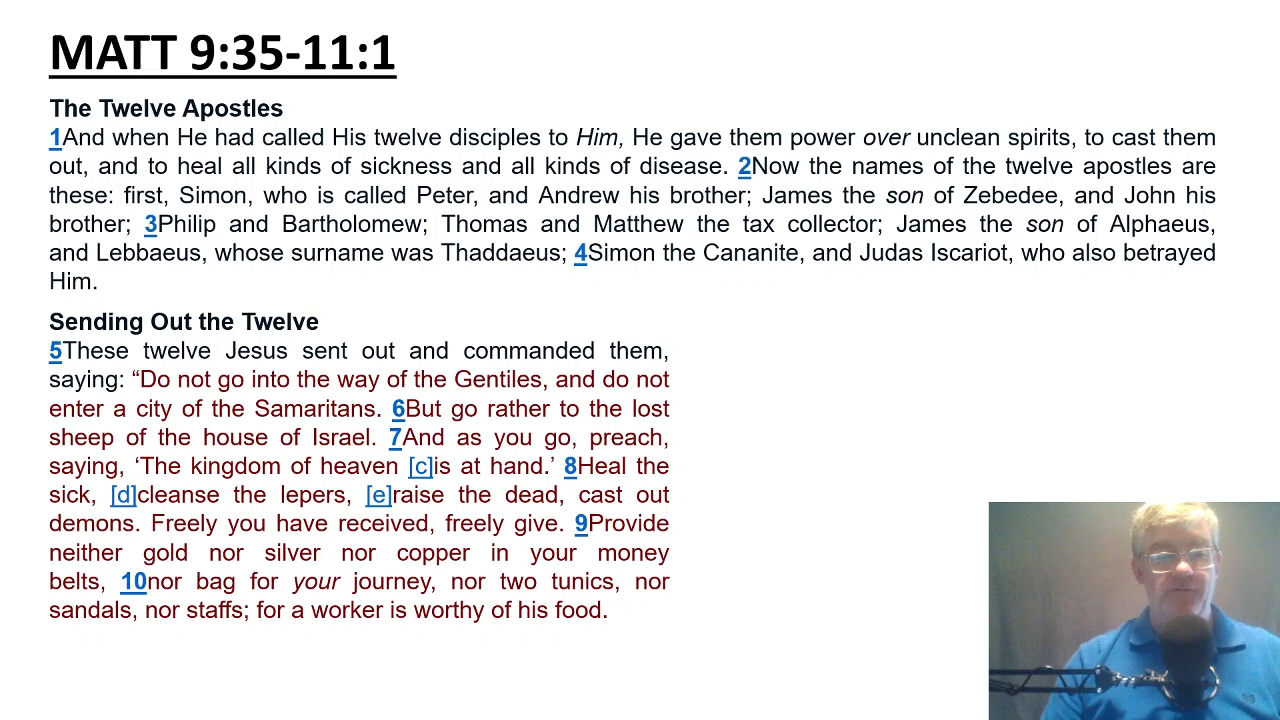 MATT 9:35-11:1
The Twelve Apostles
1And when He had called His twelve disciples to Him, He gave them power over unclean spirits, to cast them
out, and to heal all kinds of sickness and all kinds of disease. 2Now the names of the twelve apostles are
these: first, Simon, who is called Peter, and Andrew his brother; James the son of Zebedee, and John his
brother; 3Philip and Bartholomew; Thomas and Matthew the tax collector; James the son of Alphaeus,
and Lebbaeus, whose surname was Thaddaeus; 4Simon the Cananite, and Judas Iscariot, who also betrayed
Him.
Sending Out the Twelve
5These twelve Jesus sent out and commanded them,
saying: “Do not go into the way of the Gentiles, and do not
enter a city of the Samaritans. 6But go rather to the lost
sheep of the house of Israel. 7And as you go, preach,
saying, ‘The kingdom of heaven [c]is at hand.’ 8Heal the
sick, [d]cleanse the lepers, [e]raise the dead, cast out
demons. Freely you have received, freely give. 9Provide
neither gold nor silver nor copper in your money
belts, 10nor bag for your journey, nor two tunics, nor
sandals, nor staffs; for a worker is worthy of his food.